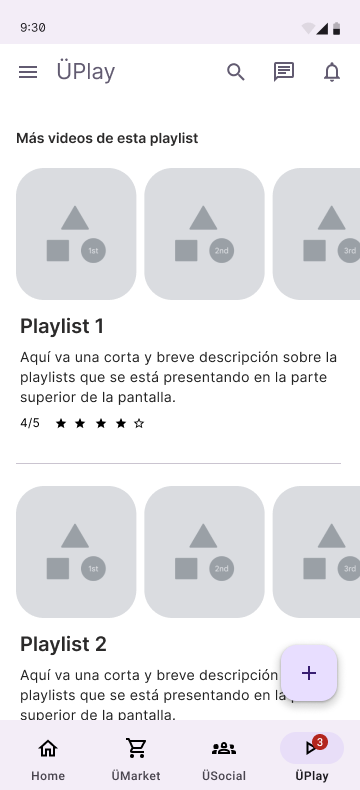 9:30
ÜPlay
Más videos de esta playlist
1st
2nd
3rd
Playlist 1
Aquí va una corta y breve descripción sobre la
playlists que se está presentando en la parte
superior de la pantalla.
4/5
1st
2nd
3rd
Playlist 2
Aquí va una corta y breve descripción
playlists que se está presentando en la
superior de la pantalla.
3
Home
ÜMarket
ÜSocial
ÜPlay